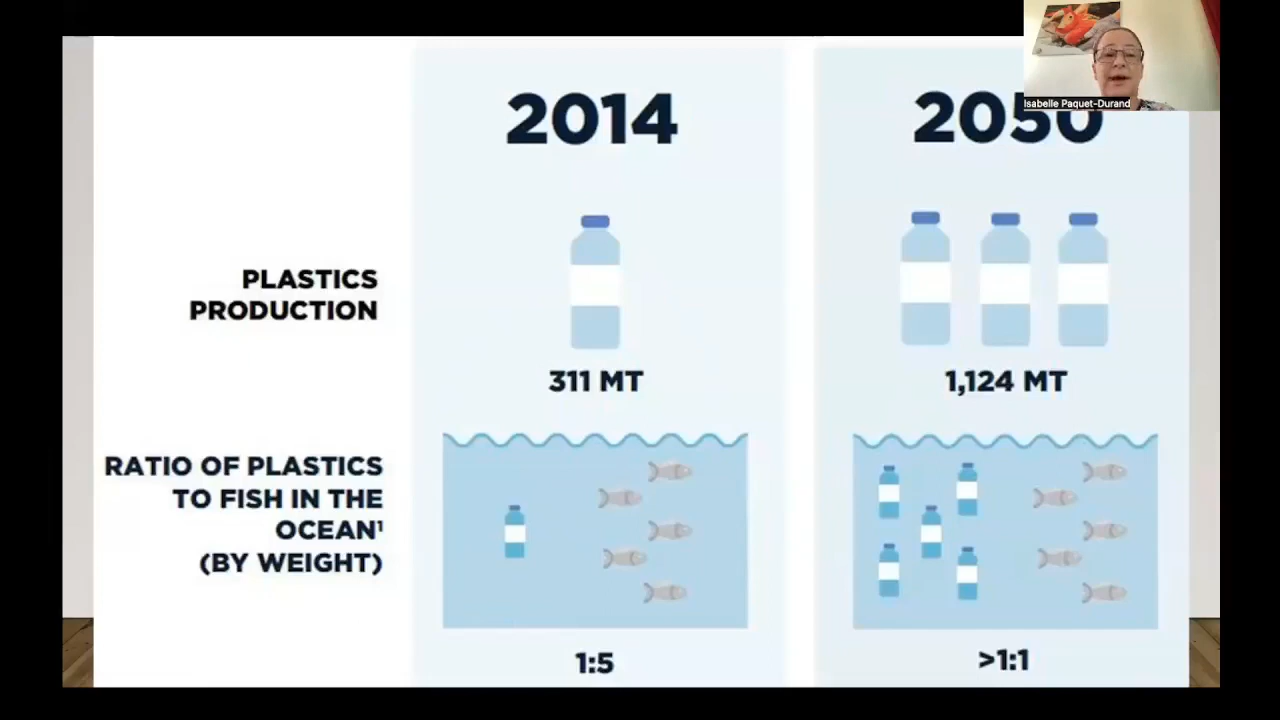 2014
2050
Isabelle Paquet-Durand
PLASTICS
PRODUCTION
311 MT
1,124 MT
RATIO OF PLASTICS
TO FISH IN THE
OCEAN¹
(BY WEIGHT)
1:5
>1:1